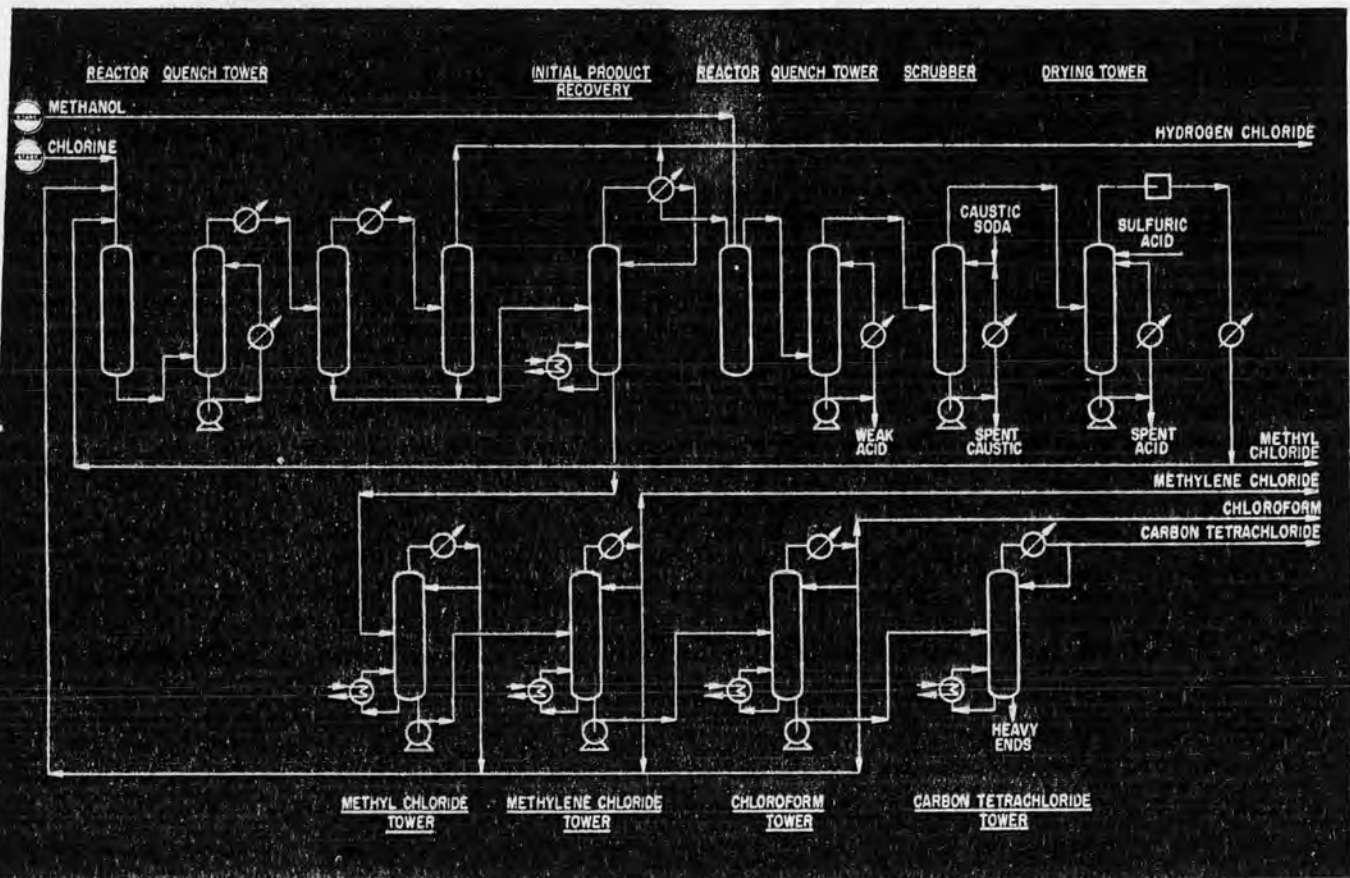 REACTOR QUENCH TOWER
INITIAL PRODUCT
RECOVERY
REACTOR QUENCH TOWER
SCRUBBER
DRYING TOWER
START METHANOL
START CHLORINE
HYDROGEN CHLORIDE
CAUSTIC
SODA
SULFURIC
ACID
WEAK
ACID
SPENT
CAUSTIC
SPENT
ACID
METHYL
CHLORIDE
METHYLENE CHLORIDE
CHLOROFORM
CARBON TETRACHLORIDE
HEAVY
ENDS
METHYL CHLORIDE
TOWER
METHYLENE CHLORIDE
TOWER
CHLOROFORM
TOWER
CARBON TETRACHLORIDE
TOWER